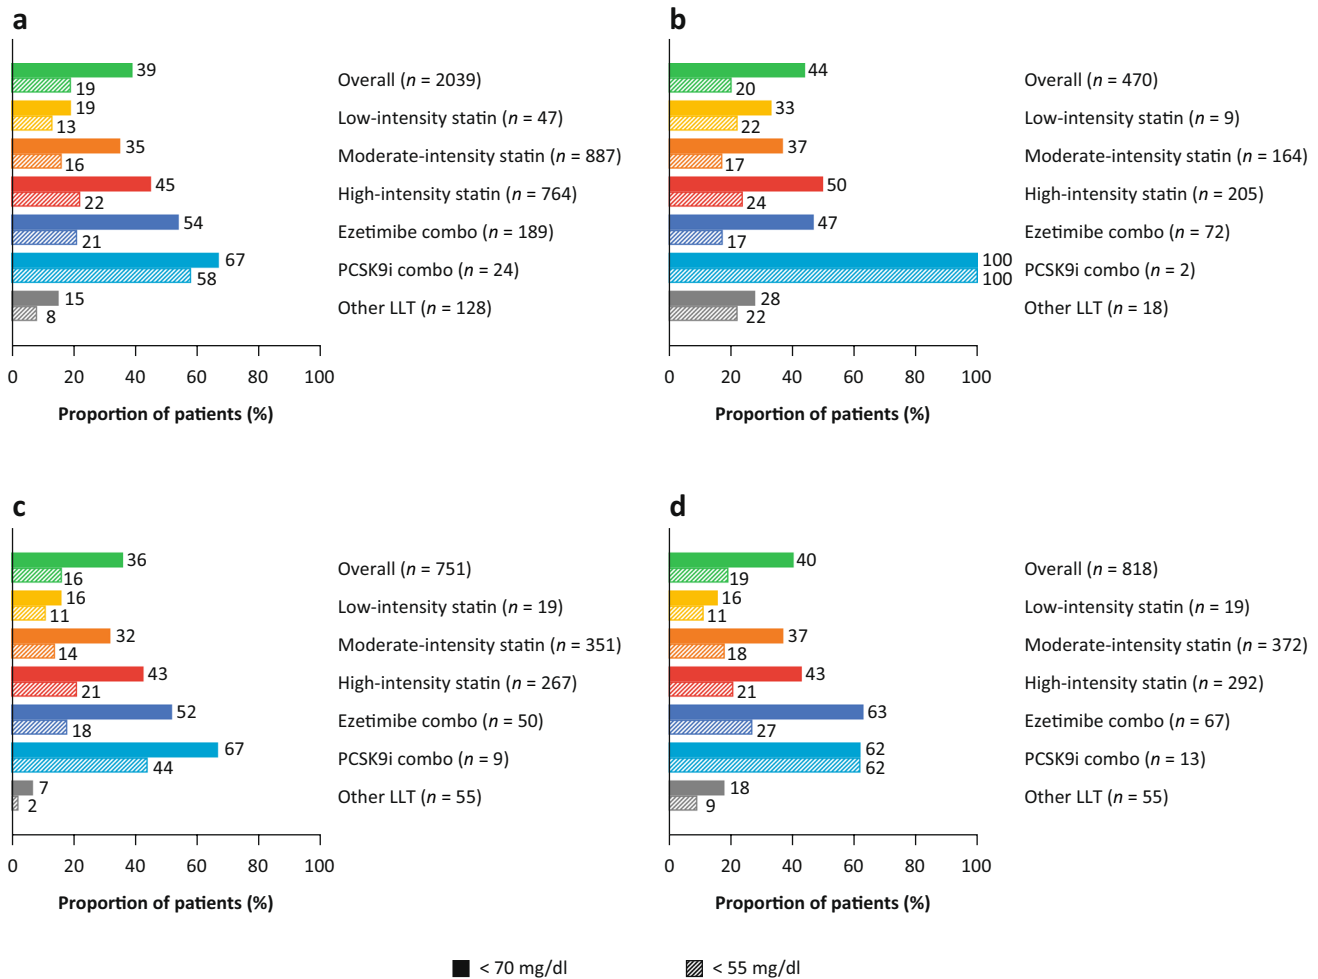 a
39
19
Overall (n = 2039)
19
13
Low-intensity statin (n = 47)
35
16
Moderate-intensity statin (n = 887)
45
22
High-intensity statin (n = 764)
54
21
Ezetimibe combo (n = 189)
67
58
PCSK9i combo (n = 24)
15
8
Other LLT (n = 128)
0 20 40 60 80 100
Proportion of patients (%)
b
44
20
Overall (n = 470)
33
22
Low-intensity statin (n = 9)
37
17
Moderate-intensity statin (n = 164)
50
24
High-intensity statin (n = 205)
47
17
Ezetimibe combo (n = 72)
100
100
PCSK9i combo (n = 2)
28
22
Other LLT (n = 18)
0 20 40 60 80 100
Proportion of patients (%)
c
36
16
Overall (n = 751)
16
11
Low-intensity statin (n = 19)
32
14
Moderate-intensity statin (n = 351)
43
21
High-intensity statin (n = 267)
52
18
Ezetimibe combo (n = 50)
67
44
PCSK9i combo (n = 9)
7
2
Other LLT (n = 55)
0 20 40 60 80 100
Proportion of patients (%)
d
40
19
Overall (n = 818)
16
11
Low-intensity statin (n = 19)
37
18
Moderate-intensity statin (n = 372)
43
21
High-intensity statin (n = 292)
63
27
Ezetimibe combo (n = 67)
62
62
PCSK9i combo (n = 13)
18
9
Other LLT (n = 55)
0 20 40 60 80 100
Proportion of patients (%)
< 70 mg/dl
< 55 mg/dl